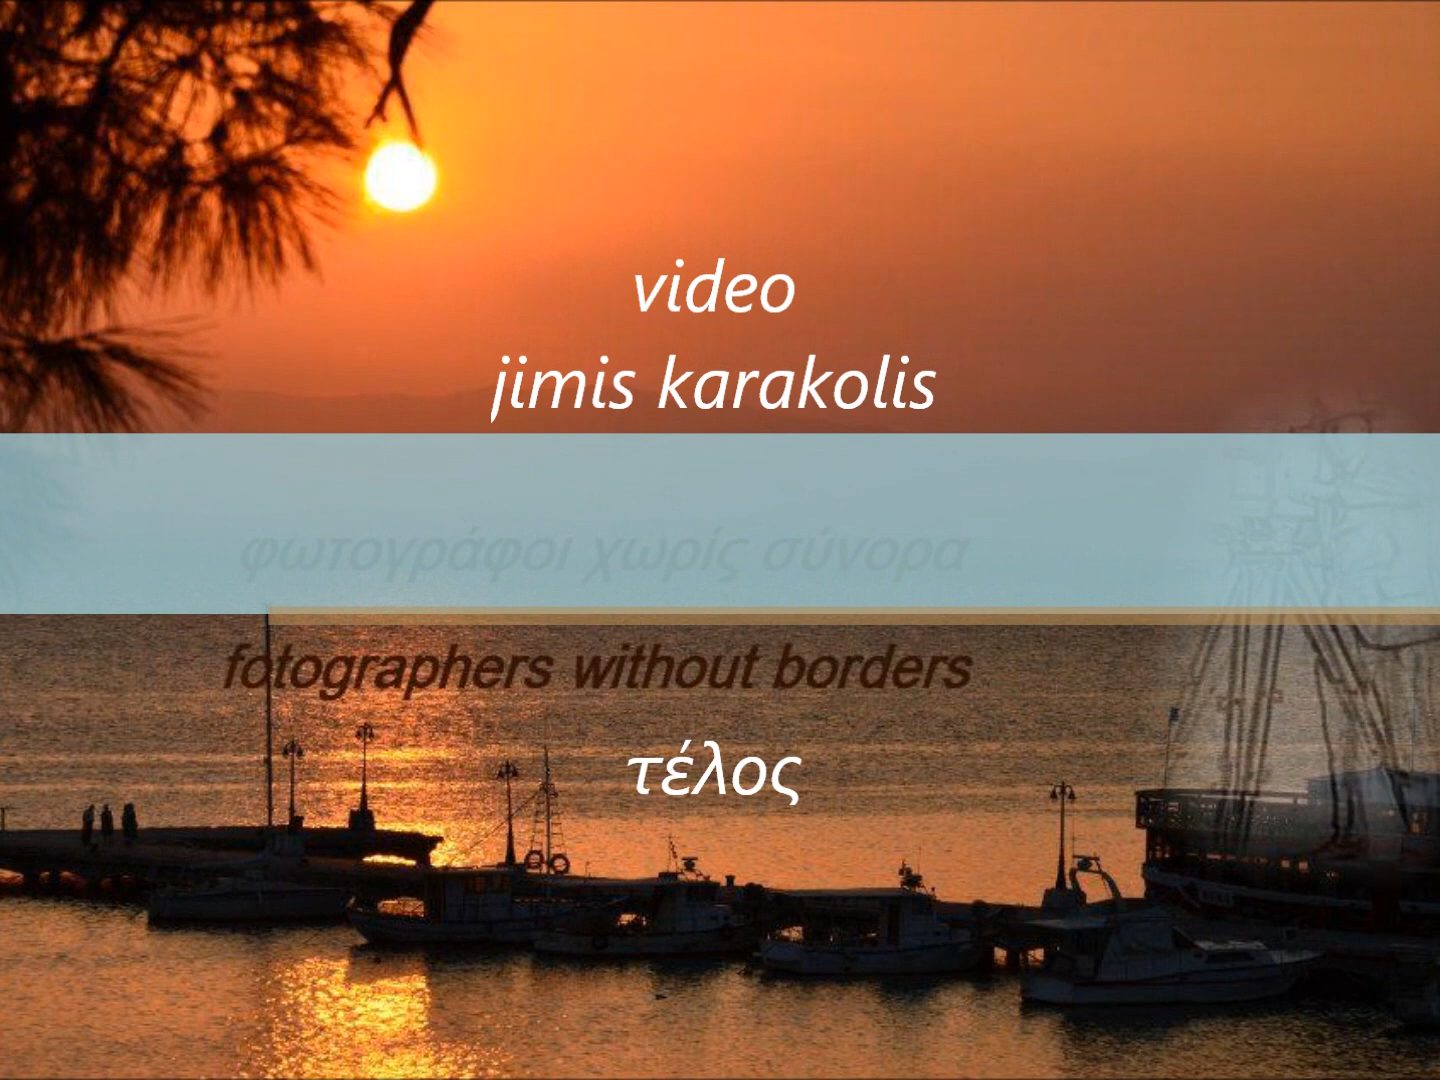 video
jimis karakolis
φωτογράφοι χωρίς σύνορα
fotographers without borders
τέλος